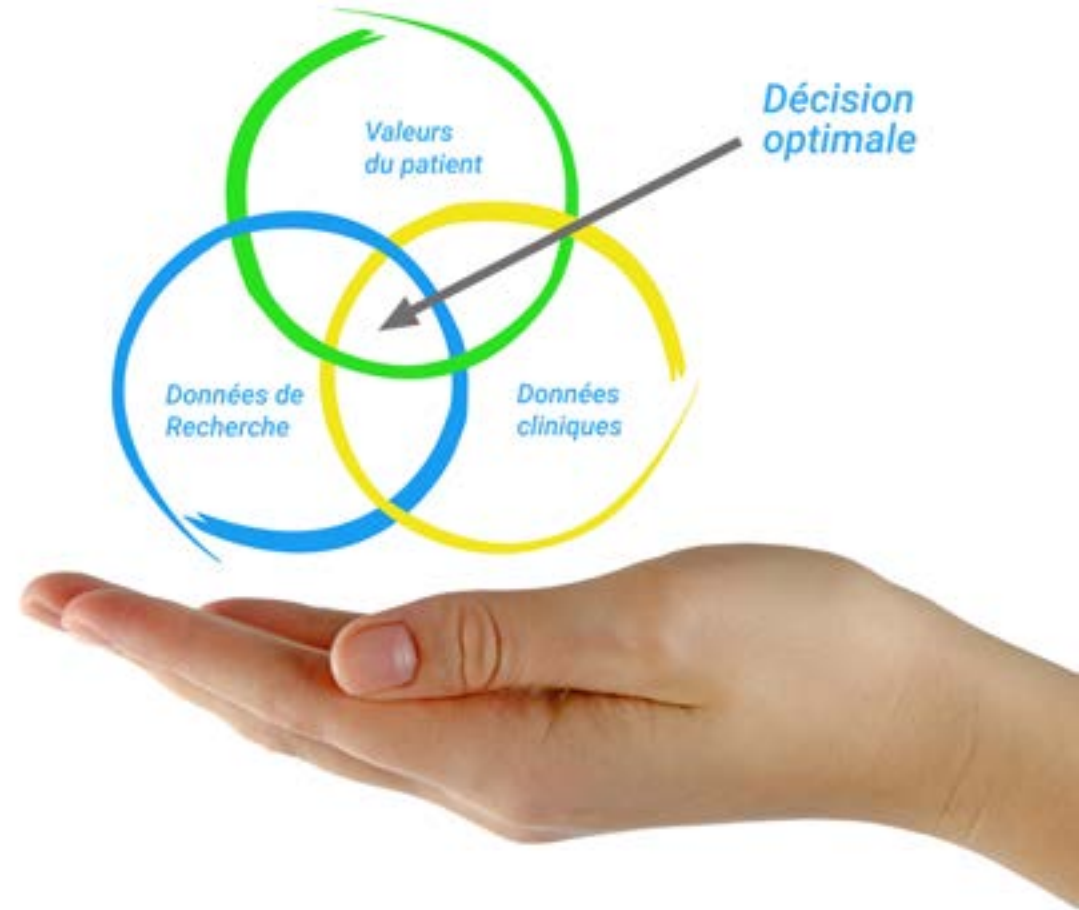 Valeurs
du patient
Décision
optimale
Données de
Recherche
Données
cliniques